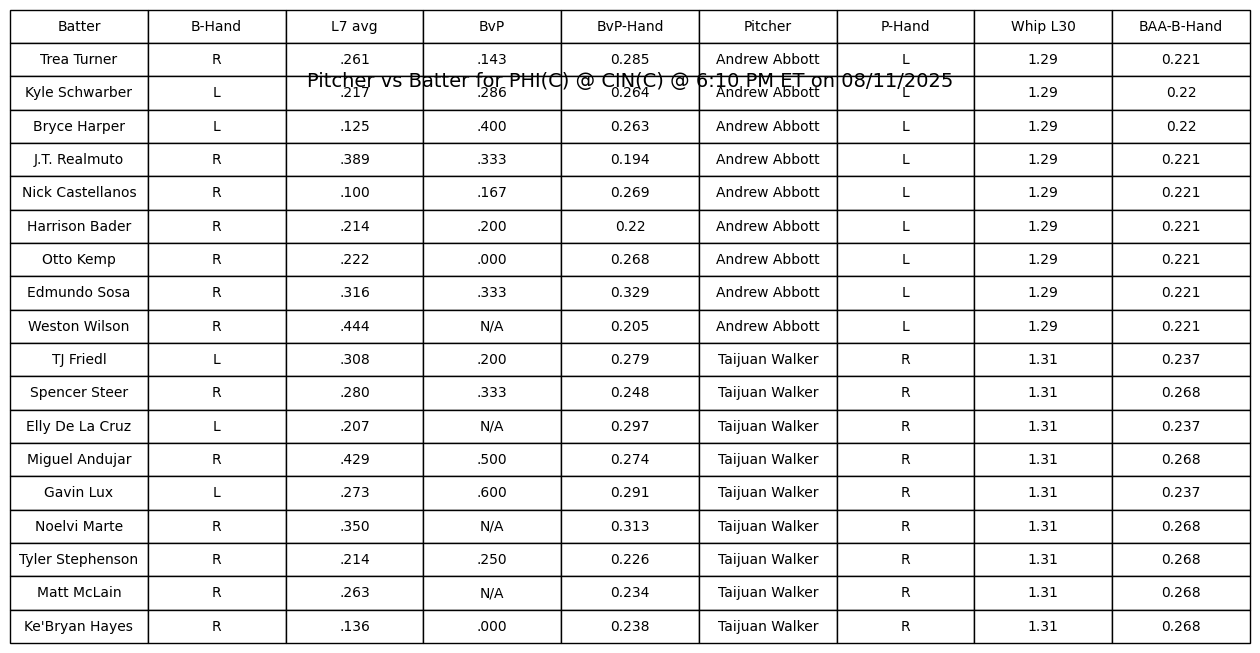 Batter B-Hand L7 avg BvP BvP-Hand Pitcher P-Hand Whip L30 BAA-B-Hand
Trea Turner R .261 .143 0.285 Andrew Abbott L 1.29 0.221
Pitcher vs Batter for PHI(C) @ CIN(C) @ 6:10 PM ET on 08/11/2025
Kyle Schwarber L .217 .286 0.264 Andrew Abbott L 1.29 0.22
Bryce Harper L .125 .400 0.263 Andrew Abbott L 1.29 0.22
J.T. Realmuto R .389 .333 0.194 Andrew Abbott L 1.29 0.221
Nick Castellanos R .100 .167 0.269 Andrew Abbott L 1.29 0.221
Harrison Bader R .214 .200 0.22 Andrew Abbott L 1.29 0.221
Otto Kemp R .222 .000 0.268 Andrew Abbott L 1.29 0.221
Edmundo Sosa R .316 .333 0.329 Andrew Abbott L 1.29 0.221
Weston Wilson R .444 N/A 0.205 Andrew Abbott L 1.29 0.221
TJ Friedl L .308 .200 0.279 Taijuan Walker R 1.31 0.237
Spencer Steer R .280 .333 0.248 Taijuan Walker R 1.31 0.268
Elly De La Cruz L .207 N/A 0.297 Taijuan Walker R 1.31 0.237
Miguel Andujar R .429 .500 0.274 Taijuan Walker R 1.31 0.268
Gavin Lux L .273 .600 0.291 Taijuan Walker R 1.31 0.237
Noelvi Marte R .350 N/A 0.313 Taijuan Walker R 1.31 0.268
Tyler Stephenson R .214 .250 0.226 Taijuan Walker R 1.31 0.268
Matt McLain R .263 N/A 0.234 Taijuan Walker R 1.31 0.268
Ke'Bryan Hayes R .136 .000 0.238 Taijuan Walker R 1.31 0.268